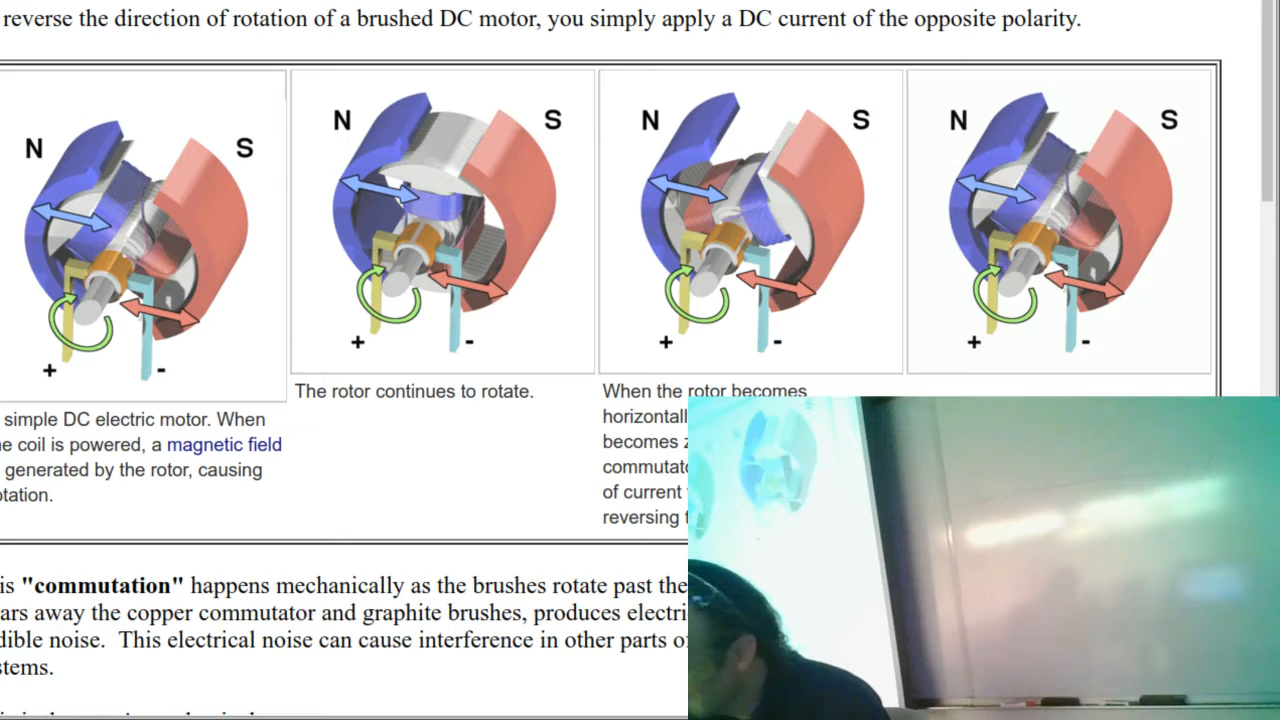 reverse the direction of rotation of a brushed DC motor, you simply apply a DC current of the opposite polarity.
N S N S N S N S
+ - + - + - + -
The rotor continues to rotate.
When the rotor becomes
horizontall
becomes
commutat
of current
reversing
simple DC electric motor. When
e coil is powered, a magnetic field
generated by the rotor, causing
otation.
is "commutation" happens mechanically as the brushes rotate past the
ars away the copper commutator and graphite brushes, produces electri
dible noise. This electrical noise can cause interference in other parts o
stems.